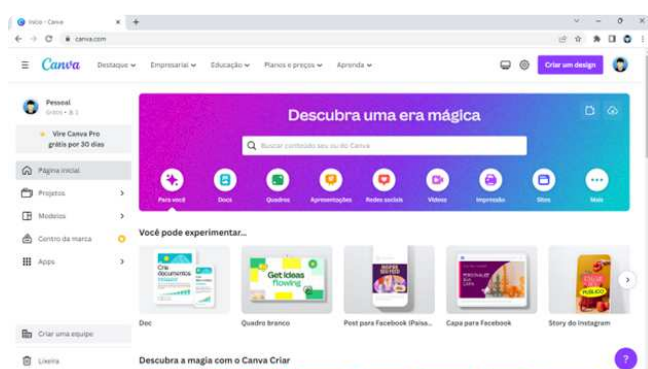 Início - Canva
canva.com
Canva
Destaque
Empresarial
Educação
Planos e preços
Aprenda
Criar um design
Pessoal
Grátis •
Vire Canva Pro
grátis por 30 dias
Página inicial
Projetos
Modelos
Centro da marca
Apps
Criar uma equipe
Lixeira
Descubra uma era mágica
Buscar conteúdo seu ou do Canva
Para você
Docs
Quadros
Apresentações
Redes sociais
Vídeos
Impressão
Sites
Mais
Você pode experimentar...
Crie
documentos
Get ideas
flowing
PÚBLICO
Doc
Quadro branco
Post para Facebook (Paisa...
Capa para Facebook
Story do Instagram
Descubra a magia com o Canva Criar
?